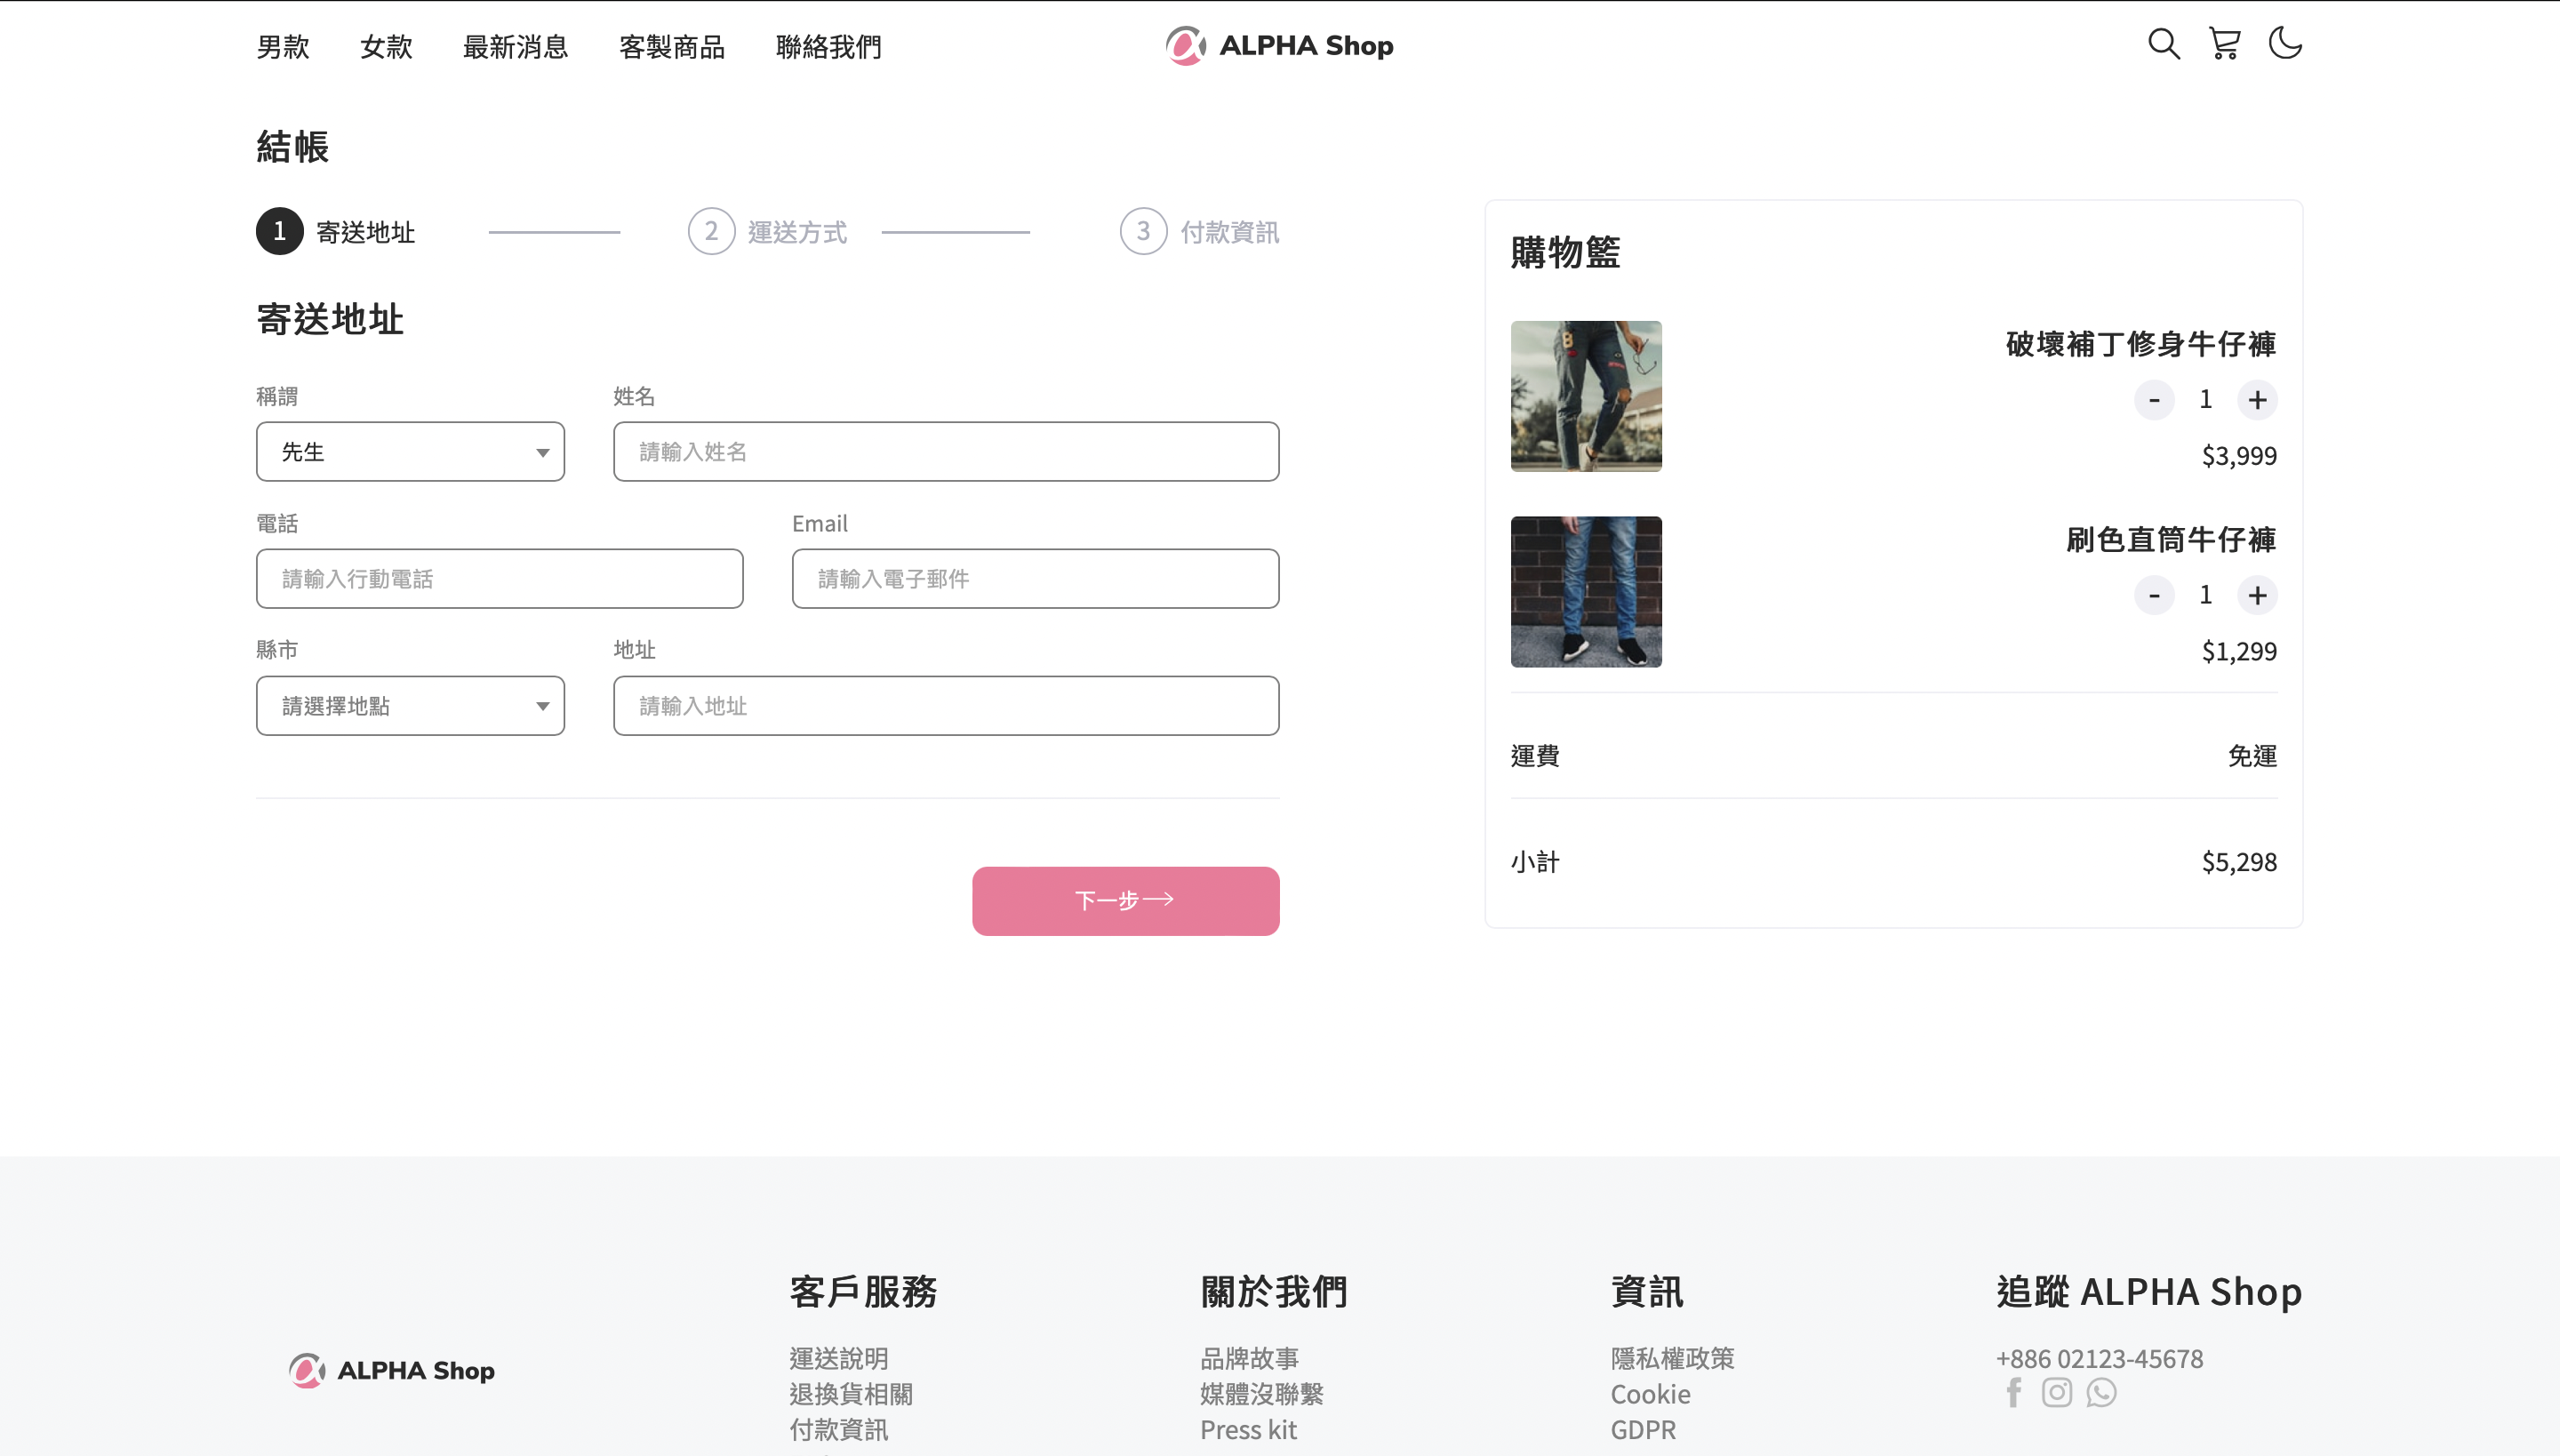 男款 女款 最新消息 客製商品 聯絡我們
ALPHA Shop
結帳
1 寄送地址
2 運送方式
3 付款資訊
寄送地址
稱謂 姓名
先生 請輸入姓名
電話 Email
請輸入行動電話 請輸入電子郵件
縣市 地址
請選擇地點 請輸入地址
下一步
購物籃
破壞補丁修身牛仔褲
- 1 +
$3,999
刷色直筒牛仔褲
- 1 +
$1,299
運費 免運
小計 $5,298
ALPHA Shop
客戶服務
運送說明
退換貨相關
付款資訊
關於我們
品牌故事
媒體沒聯繫
Press kit
資訊
隱私權政策
Cookie
GDPR
追蹤 ALPHA Shop
+886 02123-45678